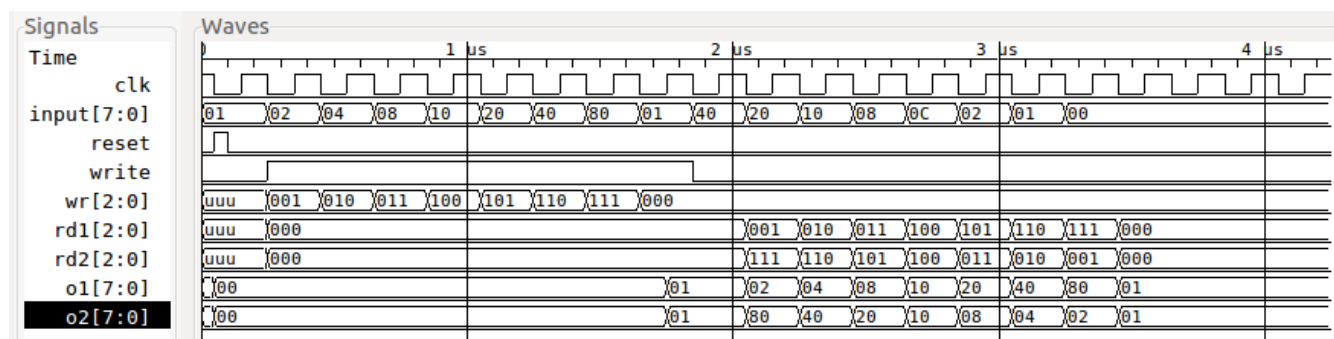 Signals Waves
Time 0 1 us 2 us 3 us 4 us
clk
input[7:0] 01 02 04 08 10 20 40 80 01 40 20 10 08 0C 02 01 00
reset
write
wr[2:0] uuu 001 010 011 100 101 110 111 000
rd1[2:0] uuu 000 001 010 011 100 101 110 111 000
rd2[2:0] uuu 000 111 110 101 100 011 010 001 000
o1[7:0] 00 01 02 04 08 10 20 40 80 01
o2[7:0] 00 01 80 40 20 10 08 04 02 01